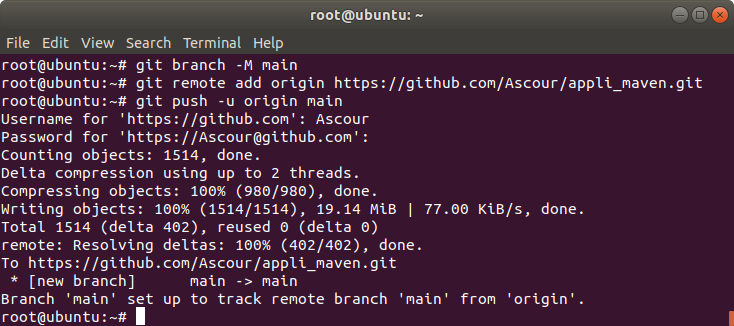 root@ubuntu: ~
File Edit View Search Terminal Help
root@ubuntu:~# git branch -M main
root@ubuntu:~# git remote add origin https://github.com/Ascour/appli_maven.git
root@ubuntu:~# git push -u origin main
Username for 'https://github.com': Ascour
Password for 'https://Ascour@github.com':
Counting objects: 1514, done.
Delta compression using up to 2 threads.
Compressing objects: 100% (980/980), done.
Writing objects: 100% (1514/1514), 19.14 MiB | 77.00 KiB/s, done.
Total 1514 (delta 402), reused 0 (delta 0)
remote: Resolving deltas: 100% (402/402), done.
To https://github.com/Ascour/appli_maven.git
 * [new branch]      main -> main
Branch 'main' set up to track remote branch 'main' from 'origin'.
root@ubuntu:~#